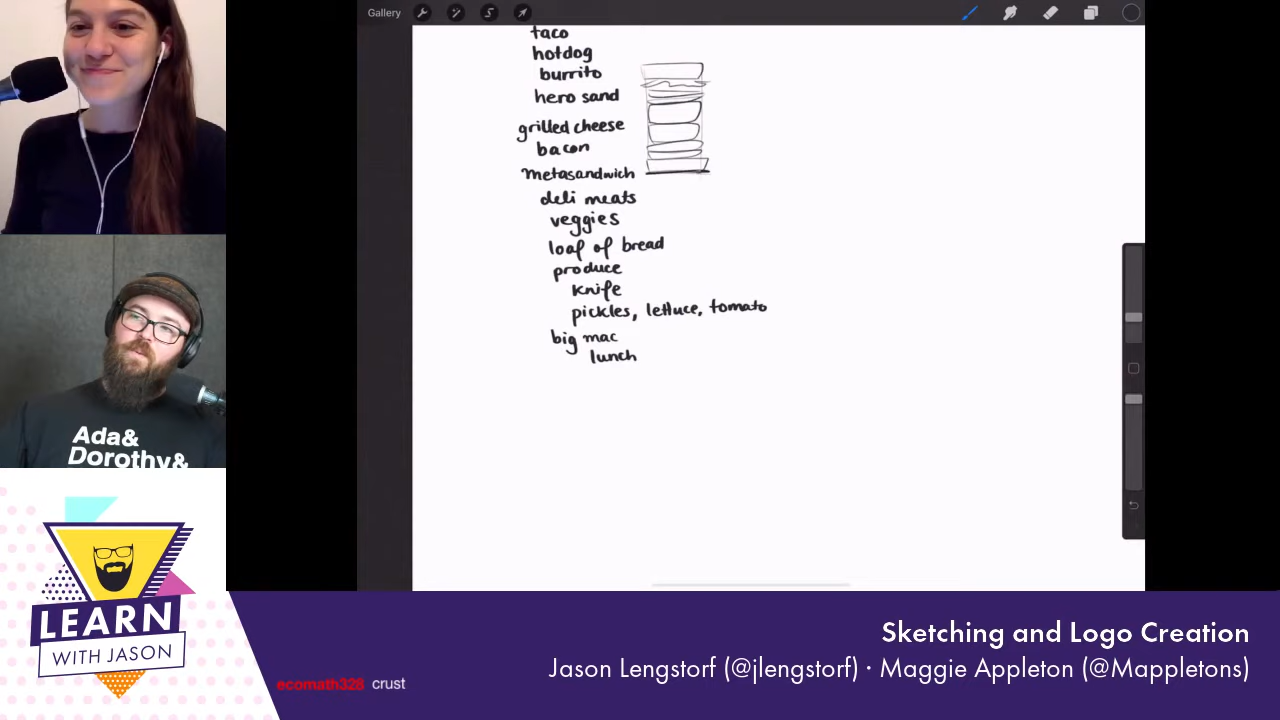 Gallery
taco
hotdog
burrito
hero sand
grilled cheese
bacon
metasandwich
deli meats
veggies
loaf of bread
produce
knife
pickles, lettuce, tomato
big mac
lunch
Ada&
Dorothy&
LEARN
WITH JASON
Sketching and Logo Creation
Jason Lengstorf (@jlengstorf) · Maggie Appleton (@Mappletons)
ecomath328 crust